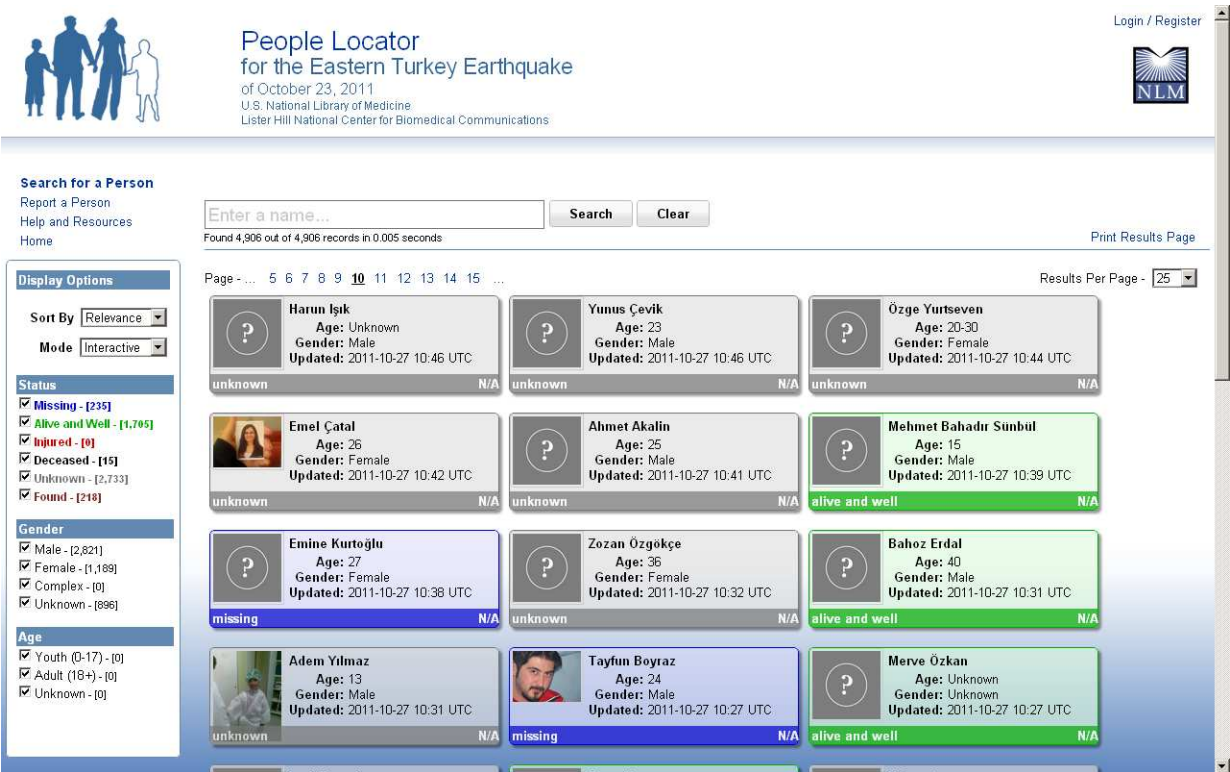 Login / Register
People Locator
for the Eastern Turkey Earthquake
of October 23, 2011
U.S. National Library of Medicine
Lister Hill National Center for Biomedical Communications
NLM
Search for a Person
Report a Person
Help and Resources
Home
Enter a name...
Search
Clear
Found 4,906 out of 4,906 records in 0.005 seconds
Print Results Page
Display Options
Sort By Relevance
Mode Interactive
Status
Missing - [235]
Alive and Well - [1,705]
Injured - [0]
Deceased - [15]
Unknown - [2,733]
Found - [218]
Gender
Male - [2,821]
Female - [1,189]
Complex - [0]
Unknown - [896]
Age
Youth (0-17) - [0]
Adult (18+) - [0]
Unknown - [0]
Page - ... 5 6 7 8 9 10 11 12 13 14 15 ...
Results Per Page - 25
?
Harun Işık
Age: Unknown
Gender: Male
Updated: 2011-10-27 10:46 UTC
unknown N/A
?
Yunus Çevik
Age: 23
Gender: Male
Updated: 2011-10-27 10:46 UTC
unknown N/A
?
Özge Yurtseven
Age: 20-30
Gender: Female
Updated: 2011-10-27 10:44 UTC
unknown N/A
Emel Çatal
Age: 26
Gender: Female
Updated: 2011-10-27 10:42 UTC
unknown N/A
?
Ahmet Akalin
Age: 25
Gender: Male
Updated: 2011-10-27 10:41 UTC
unknown N/A
?
Mehmet Bahadır Sünbül
Age: 15
Gender: Male
Updated: 2011-10-27 10:39 UTC
alive and well N/A
?
Emine Kurtoğlu
Age: 27
Gender: Female
Updated: 2011-10-27 10:38 UTC
missing N/A
?
Zozan Özgökçe
Age: 36
Gender: Female
Updated: 2011-10-27 10:32 UTC
unknown N/A
?
Bahoz Erdal
Age: 40
Gender: Male
Updated: 2011-10-27 10:31 UTC
alive and well N/A
Adem Yılmaz
Age: 13
Gender: Male
Updated: 2011-10-27 10:31 UTC
unknown N/A
Tayfun Boyraz
Age: 24
Gender: Male
Updated: 2011-10-27 10:27 UTC
missing N/A
?
Merve Özkan
Age: Unknown
Gender: Unknown
Updated: 2011-10-27 10:27 UTC
alive and well N/A